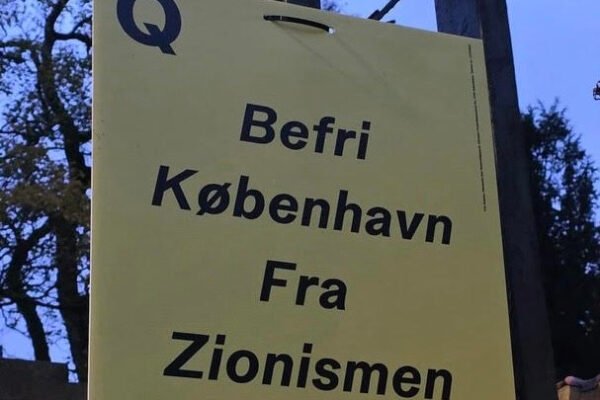 Q
Befri
København
Fra
Zionismen